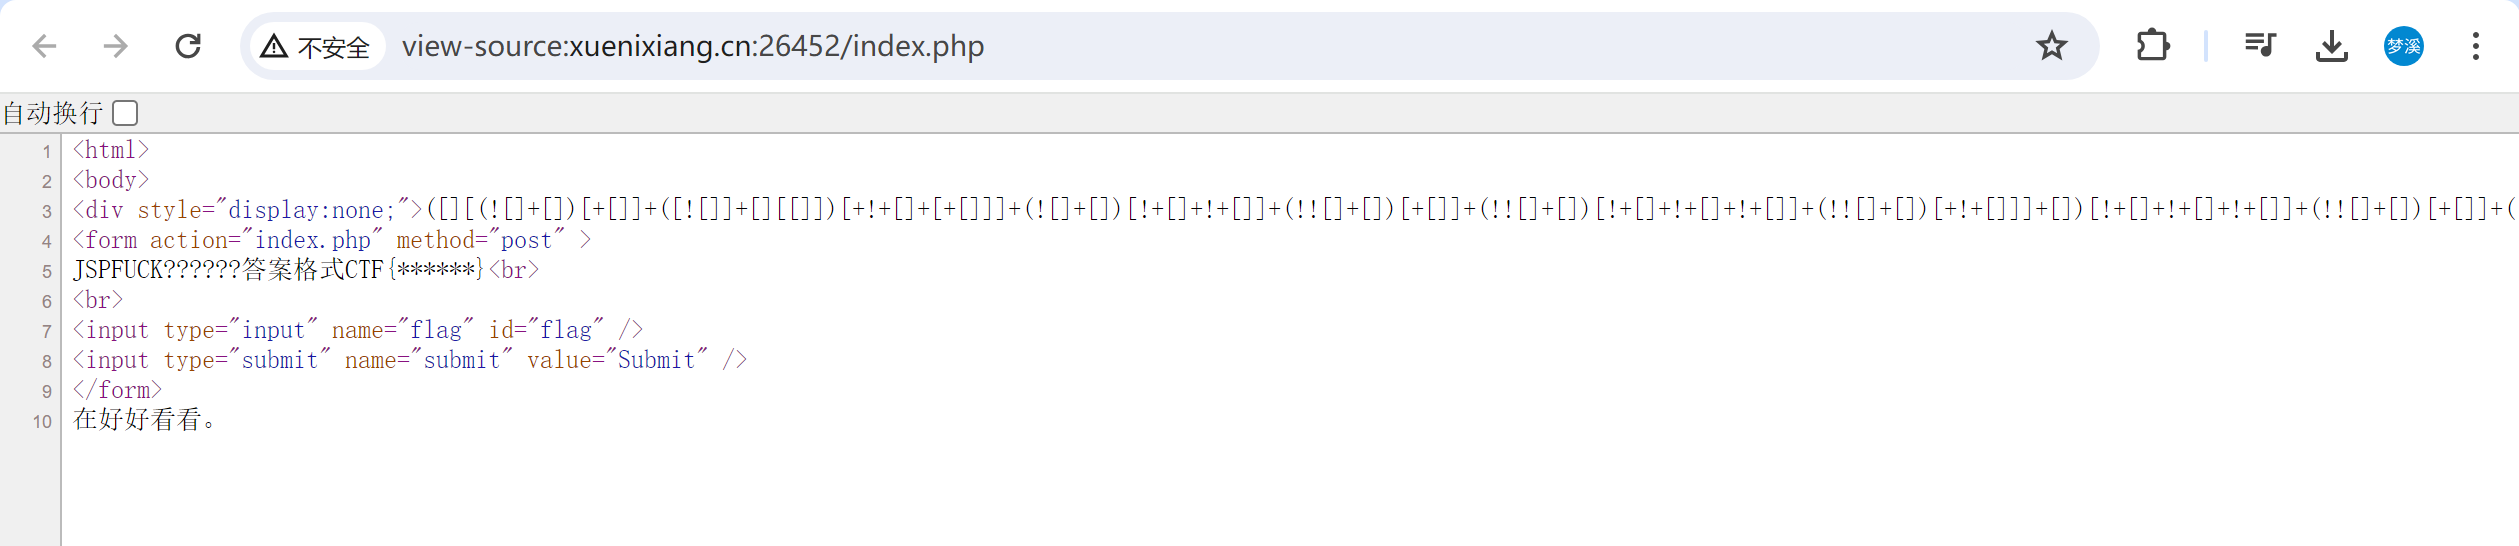 不安全 view-source:xuenixiang.cn:26452/index.php 梦溪
自动换行
1 <html>
2 <body>
3 <div style="display:none;">([][(![]+[])[+[]]+([![]]+[][[]])[+!+[]+[+[]]]+(![]+[])[!+[]+!+[]]+(!![]+[])[+[]]+(!![]+[])[!+[]+!+[]+!+[]]+(!![]+[])[+!+[]]]+[])[!+[]+!+[]+!+[]]+(!![]+[])[+[]]+(
4 <form action="index.php" method="post" >
5 JSPFUCK??????答案格式CTF{******}<br>
6 <br>
7 <input type="input" name="flag" id="flag" />
8 <input type="submit" name="submit" value="Submit" />
9 </form>
10 在好好看看。